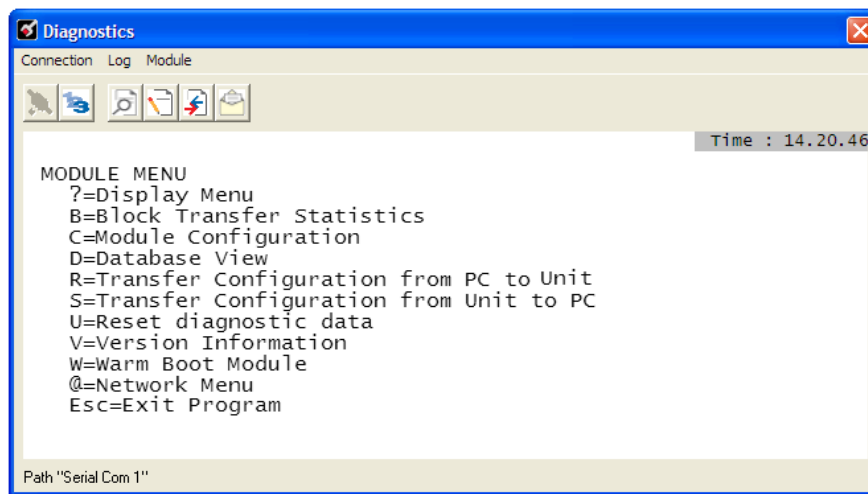 Diagnostics
Connection Log Module
Time : 14.20.46
MODULE MENU
?=Display Menu
B=Block Transfer Statistics
C=Module Configuration
D=Database View
R=Transfer Configuration from PC to Unit
S=Transfer Configuration from Unit to PC
U=Reset diagnostic data
V=Version Information
W=Warm Boot Module
@=Network Menu
Esc=Exit Program
Path "Serial Com 1"